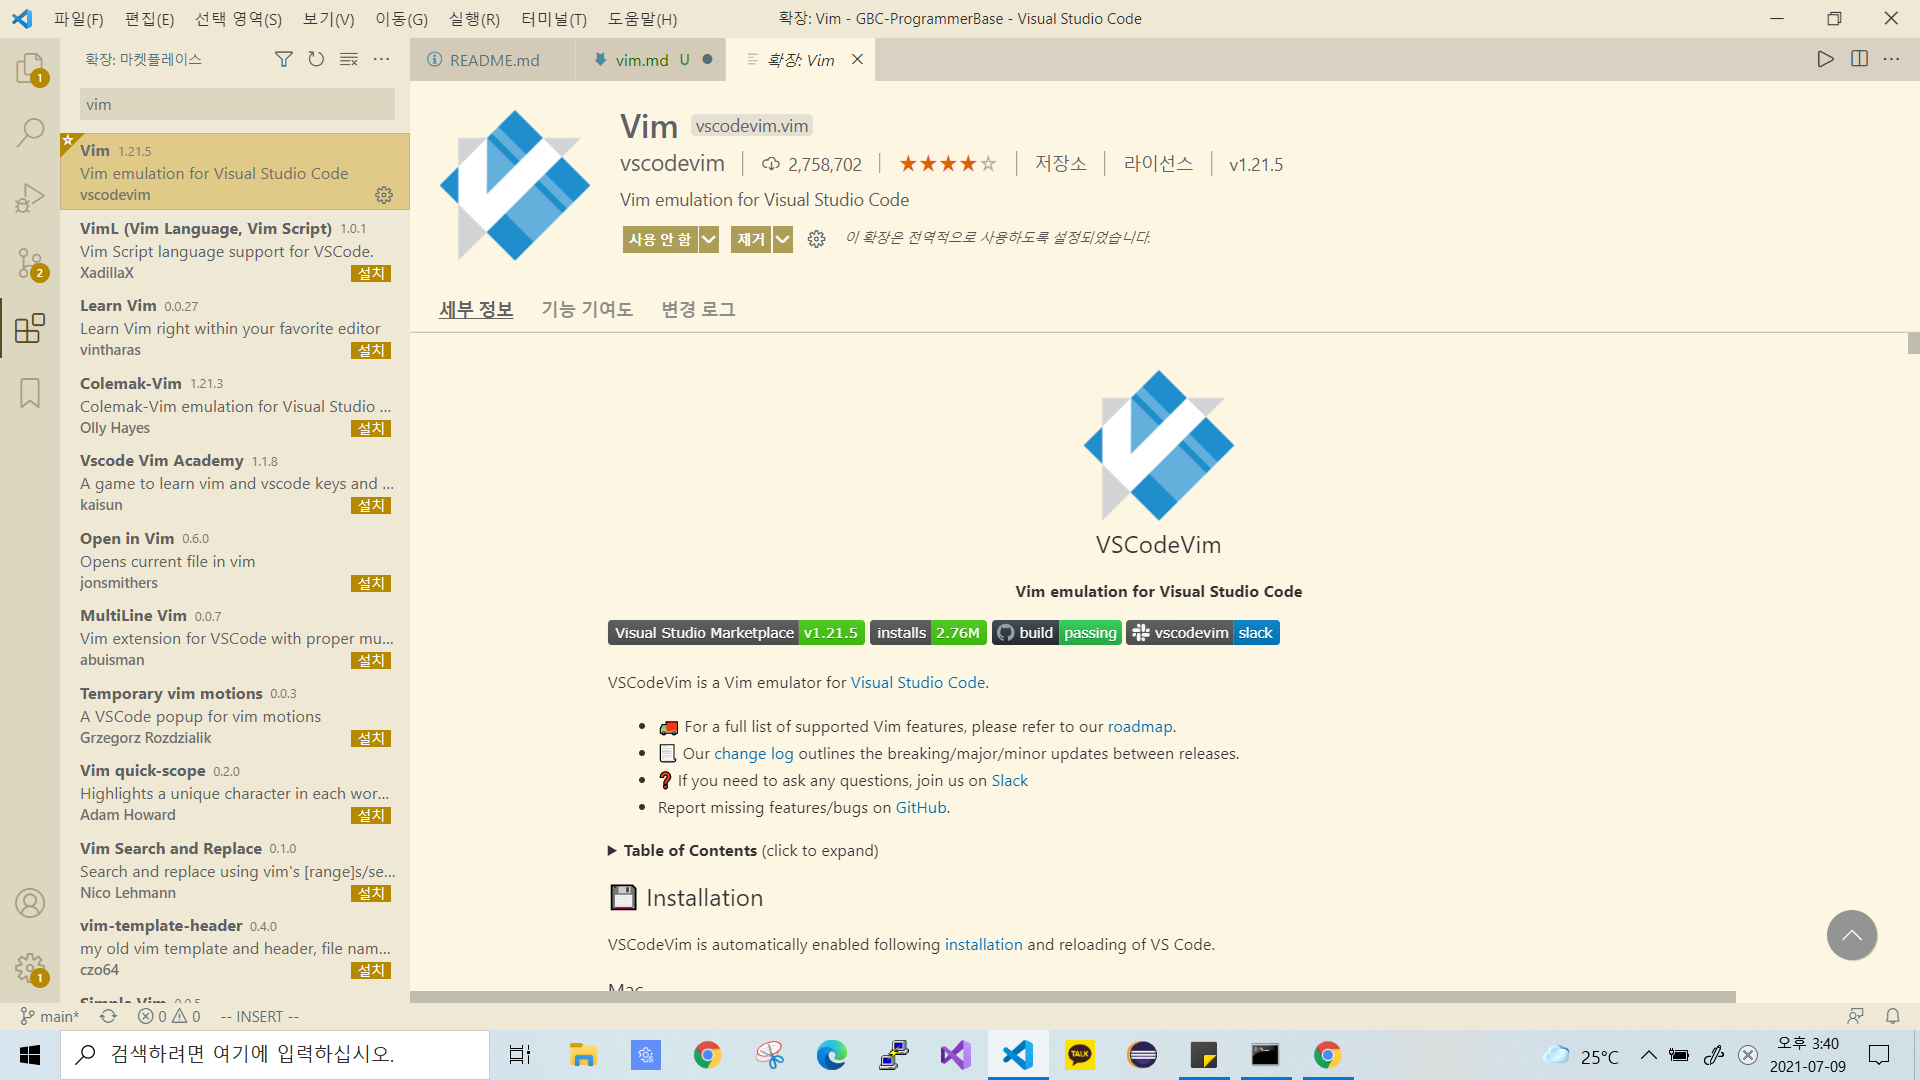 파일(F) 편집(E) 선택 영역(S) 보기(V) 이동(G) 실행(R) 터미널(T) 도움말(H)
확장: Vim - GBC-ProgrammerBase - Visual Studio Code
확장: 마켓플레이스
README.md
vim.md U
확장: Vim
1
2
1
vim
Vim 1.21.5
Vim emulation for Visual Studio Code
vscodevim
VimL (Vim Language, Vim Script) 1.0.1
Vim Script language support for VSCode.
XadillaX 설치
Learn Vim 0.0.27
Learn Vim right within your favorite editor
vintharas 설치
Colemak-Vim 1.21.3
Colemak-Vim emulation for Visual Studio ...
Olly Hayes 설치
Vscode Vim Academy 1.1.8
A game to learn vim and vscode keys and ...
kaisun 설치
Open in Vim 0.6.0
Opens current file in vim
jonsmithers 설치
MultiLine Vim 0.0.7
Vim extension for VSCode with proper mu...
abuisman 설치
Temporary vim motions 0.0.3
A VSCode popup for vim motions
Grzegorz Rozdzialik 설치
Vim quick-scope 0.2.0
Highlights a unique character in each wor...
Adam Howard 설치
Vim Search and Replace 0.1.0
Search and replace using vim's [range]s/se...
Nico Lehmann 설치
vim-template-header 0.4.0
my old vim template and header, file nam...
czo64 설치
Simple Vim 0.0.5
Vim vscodevim.vim
vscodevim 2,758,702 ★★★★☆ 저장소 라이선스 v1.21.5
Vim emulation for Visual Studio Code
사용 안 함 제거 이 확장은 전역적으로 사용하도록 설정되었습니다.
세부 정보 기능 기여도 변경 로그
VSCodeVim
Vim emulation for Visual Studio Code
Visual Studio Marketplace v1.21.5 installs 2.76M build passing vscodevim slack
VSCodeVim is a Vim emulator for Visual Studio Code.
• 🚚 For a full list of supported Vim features, please refer to our roadmap.
• 📃 Our change log outlines the breaking/major/minor updates between releases.
• ❓ If you need to ask any questions, join us on Slack
• Report missing features/bugs on GitHub.
▶ Table of Contents (click to expand)
💾 Installation
VSCodeVim is automatically enabled following installation and reloading of VS Code.
Mac
main* 0 0 -- INSERT --
검색하려면 여기에 입력하십시오.
TALK
25°C
오후 3:40
2021-07-09